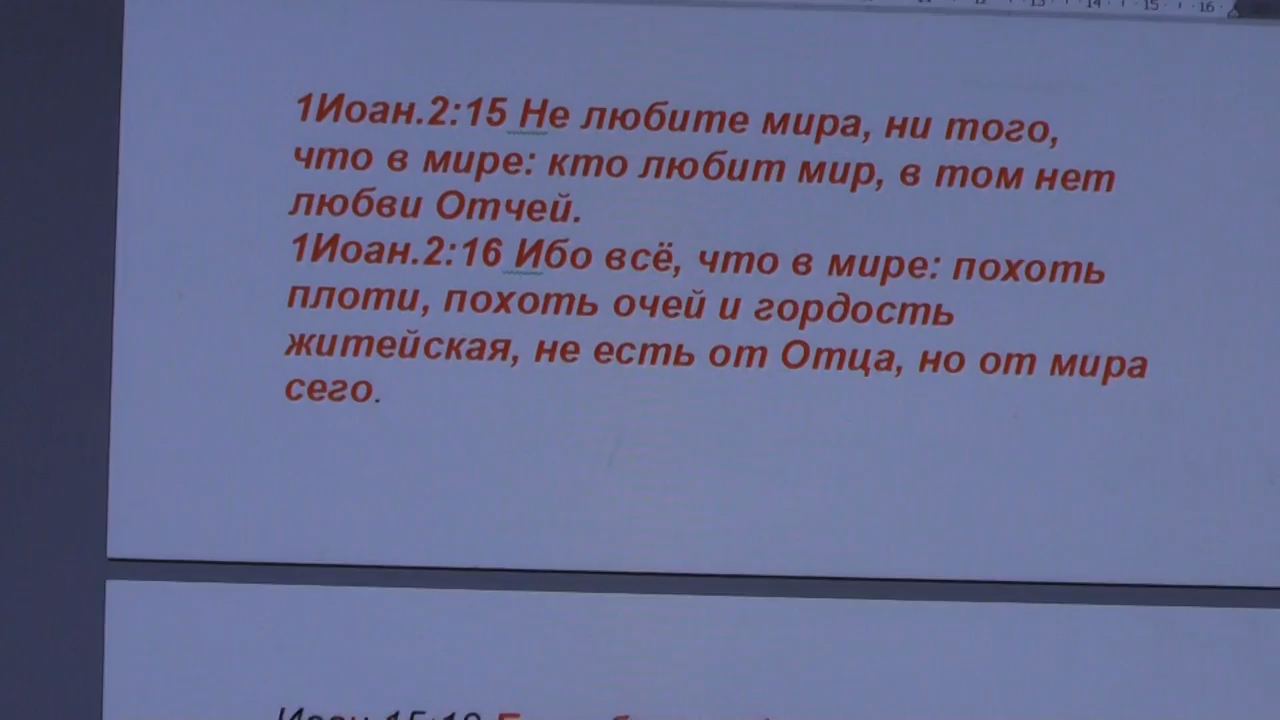 1Иоан.2:15 Не любите мира, ни того,
что в мире: кто любит мир, в том нет
любви Отчей.
1Иоан.2:16 Ибо всё, что в мире: похоть
плоти, похоть очей и гордость
житейская, не есть от Отца, но от мира
сего.